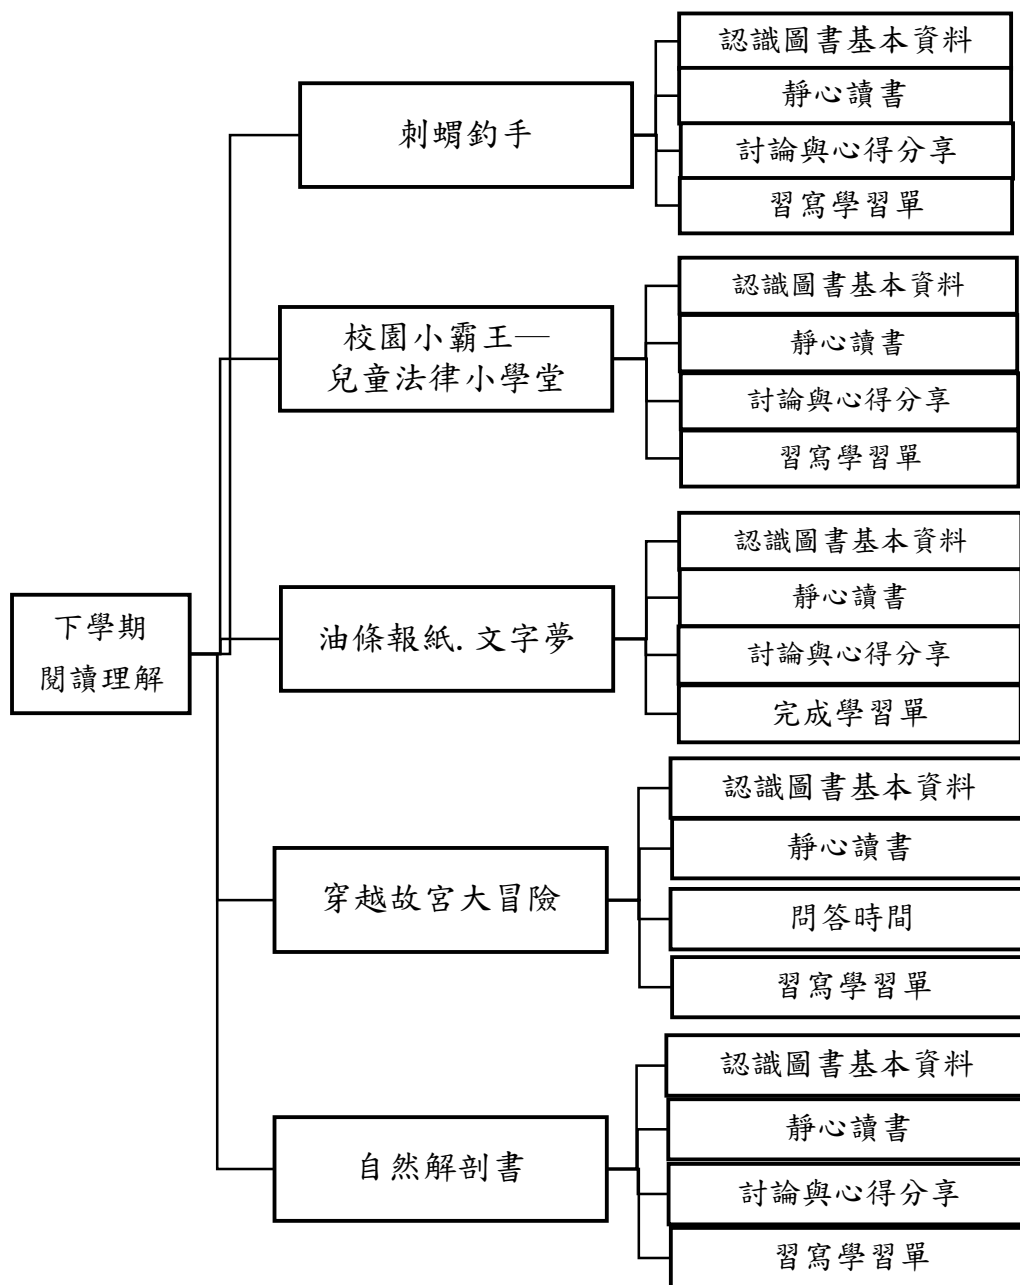 下學期
閱讀理解
刺蝟釣手
認識圖書基本資料
靜心讀書
討論與心得分享
習寫學習單
校園小霸王—
兒童法律小學堂
認識圖書基本資料
靜心讀書
討論與心得分享
習寫學習單
油條報紙.文字夢
認識圖書基本資料
靜心讀書
討論與心得分享
完成學習單
穿越故宮大冒險
認識圖書基本資料
靜心讀書
問答時間
習寫學習單
自然解剖書
認識圖書基本資料
靜心讀書
討論與心得分享
習寫學習單